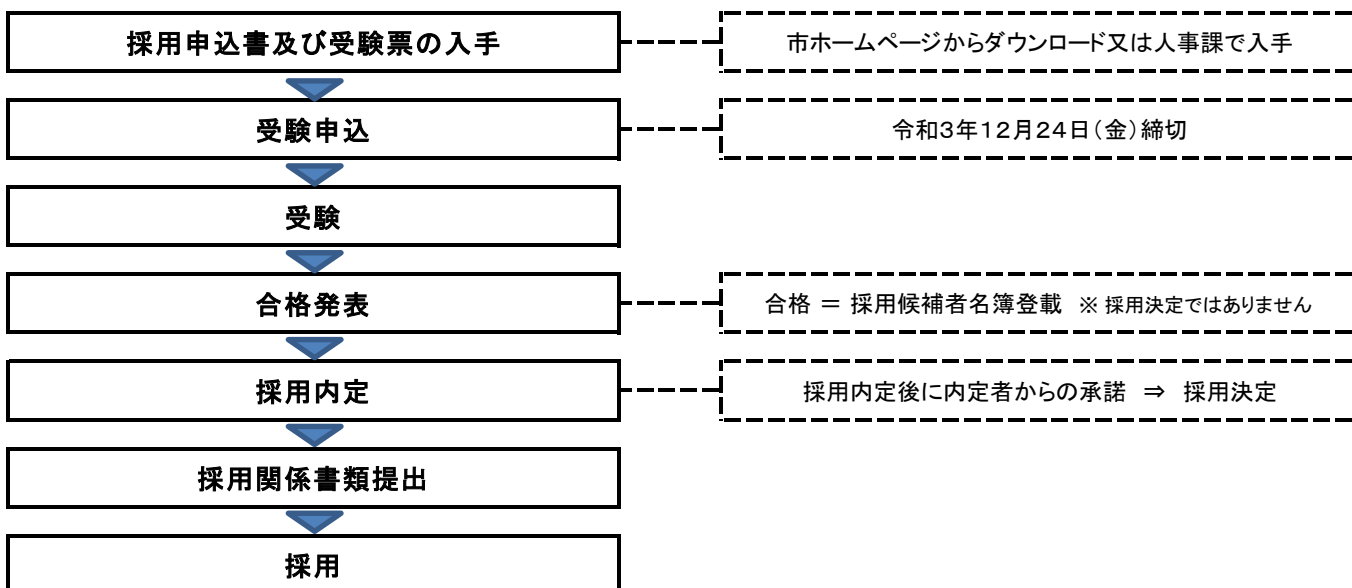 採用申込書及び受験票の入手
市ホームページからダウンロード又は人事課で入手
受験申込
令和3年12月24日(金)締切
受験
合格発表
合格 = 採用候補者名簿登載 ※ 採用決定ではありません
採用内定
採用内定後に内定者からの承諾 ⇒ 採用決定
採用関係書類提出
採用